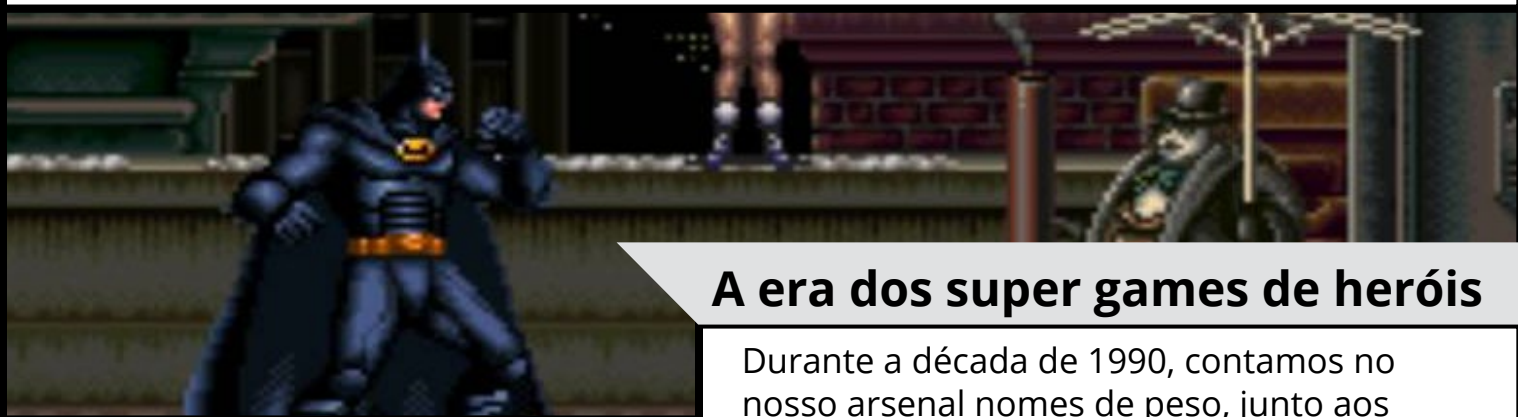 A era dos super games de heróis
Durante a década de 1990, contamos no
nosso arsenal nomes de peso, junto aos